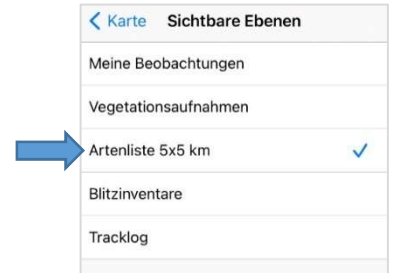 Karte Sichtbare Ebenen
Meine Beobachtungen
Vegetationsaufnahmen
Artenliste 5x5 km
Blitzinventare
Tracklog